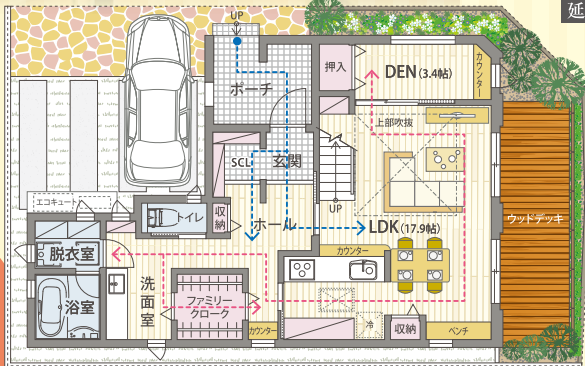 延
UP
ポーチ
押入
DEN(3.4帖)
カウンター
上部吹抜
SCL
玄関
UP
エコキュート
トイレ
収納
ホール
LDK(17.9帖)
ウッドデッキ
カウンター
脱衣室
浴室
洗面室
ファミリー
クローク
カウンター
冷
収納
ベンチ